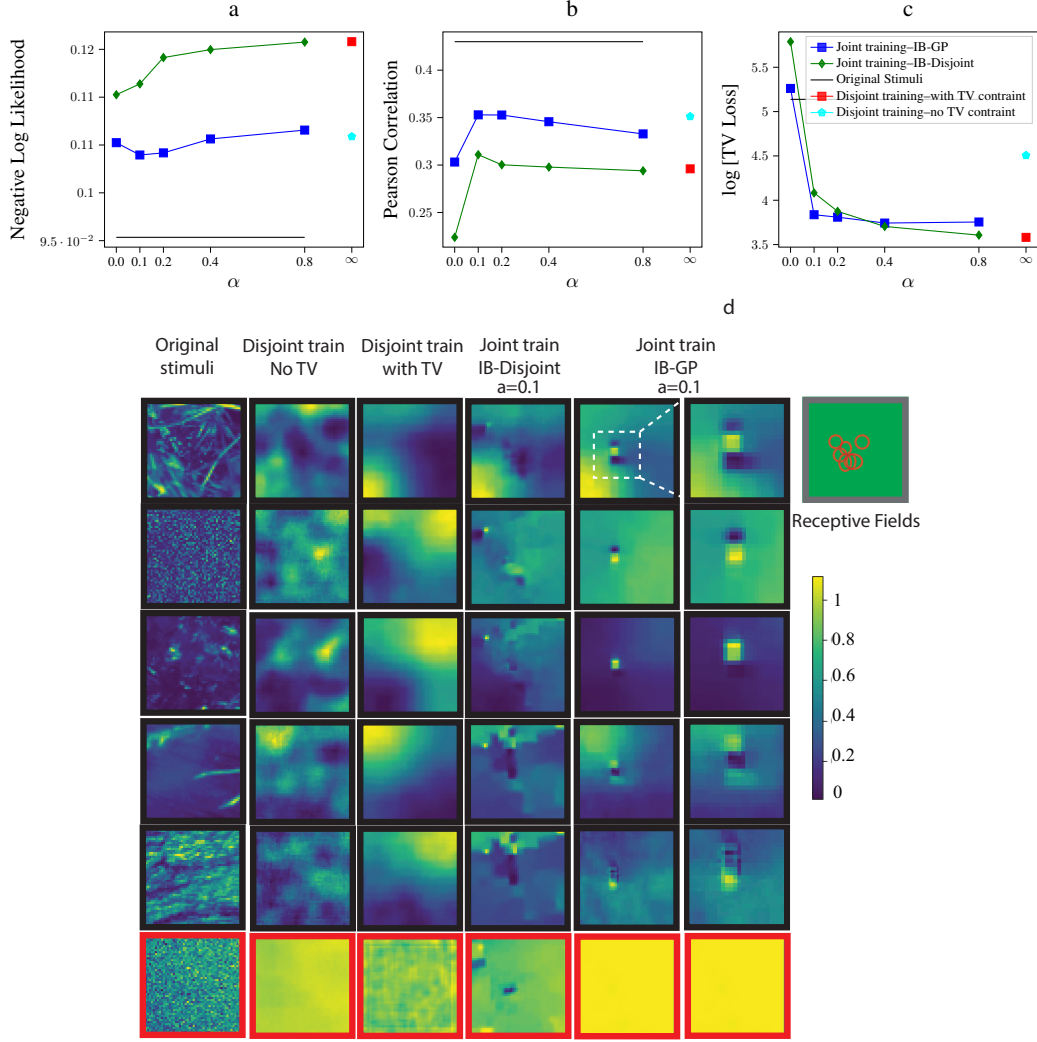 a
b
c
Negative Log Likelihood
0.12
0.11
0.11
0.1
9.5 · 10⁻²
0.0 0.1 0.2 0.4 0.8 ∞
α
Pearson Correlation
0.4
0.35
0.3
0.25
0.0 0.1 0.2 0.4 0.8 ∞
α
log [TV Loss]
5.5
5
4.5
4
3.5
0.0 0.1 0.2 0.4 0.8 ∞
α
Joint training–IB-GP
Joint training–IB-Disjoint
Original Stimuli
Disjoint training–with TV contraint
Disjoint training–no TV contraint
d
Original
stimuli
Disjoint train
No TV
Disjoint train
with TV
Joint train
IB-Disjoint
a=0.1
Joint train
IB-GP
a=0.1
Receptive Fields
1
0.8
0.6
0.4
0.2
0